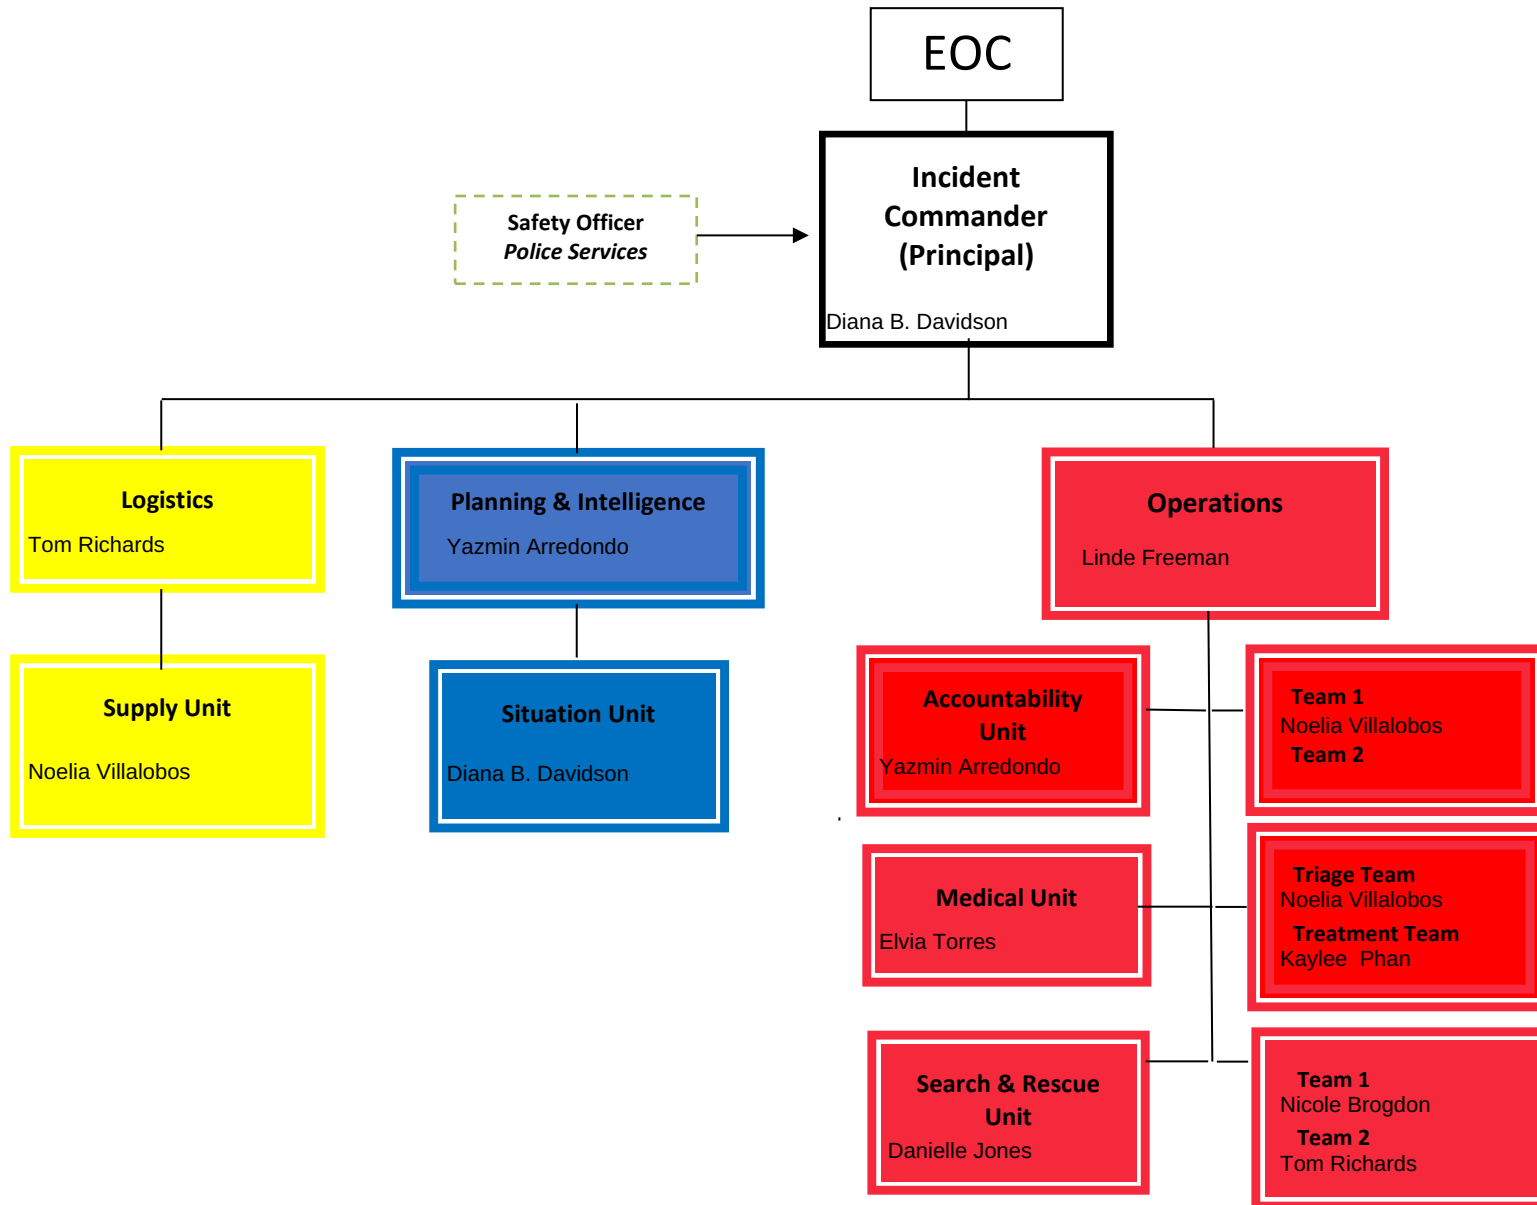 EOC
Incident
Commander
(Principal)
Diana B. Davidson
Safety Officer
Police Services
Logistics
Tom Richards
Planning & Intelligence
Yazmin Arredondo
Operations
Linde Freeman
Supply Unit
Noelia Villalobos
Situation Unit
Diana B. Davidson
Accountability
Unit
Yazmin Arredondo
Team 1
Noelia Villalobos
Team 2
Medical Unit
Elvia Torres
Triage Team
Noelia Villalobos
Treatment Team
Kaylee  Phan
Search & Rescue
Unit
Danielle Jones
Team 1
Nicole Brogdon
Team 2
Tom Richards